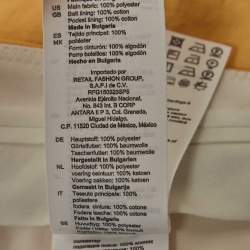 US Main fabric: 100% polyester
GB Belt lining: 100% cotton
Pocket lining: 100% cotton
Made in Bulgaria
ES Tejido principal: 100%
MX poliéster
Forro cinturón: 100% algodón
Forro bolsillo: 100% algodón
Hecho en Bulgaria
Importado por
RETAIL FASHION GROUP,
S.A.P.I de C.V.
Avenida Ejército Nacional,
No. 843 Int. B CORP
ANTARA E P 3, Col. Granada,
Miguel Hidalgo,
C.P. 11520 Ciudad de México, México
DE Hauptstoff: 100% polyester
Gürtelfutter: 100% baumwolle
Taschenfutter: 100% baumwolle
Hergestellt in Bulgarien
NL Hoofdstof: 100% polyester
Voering ceintuur: 100% katoen
Voering zakken: 100% katoen
Gemaakt in Bulgarije
IT Tessuto principale: 100%
poliestere
fodera cintura: 100% cotone
Fodera tasche: 100% cotone
Fatto in Bulgaria
100% polyester